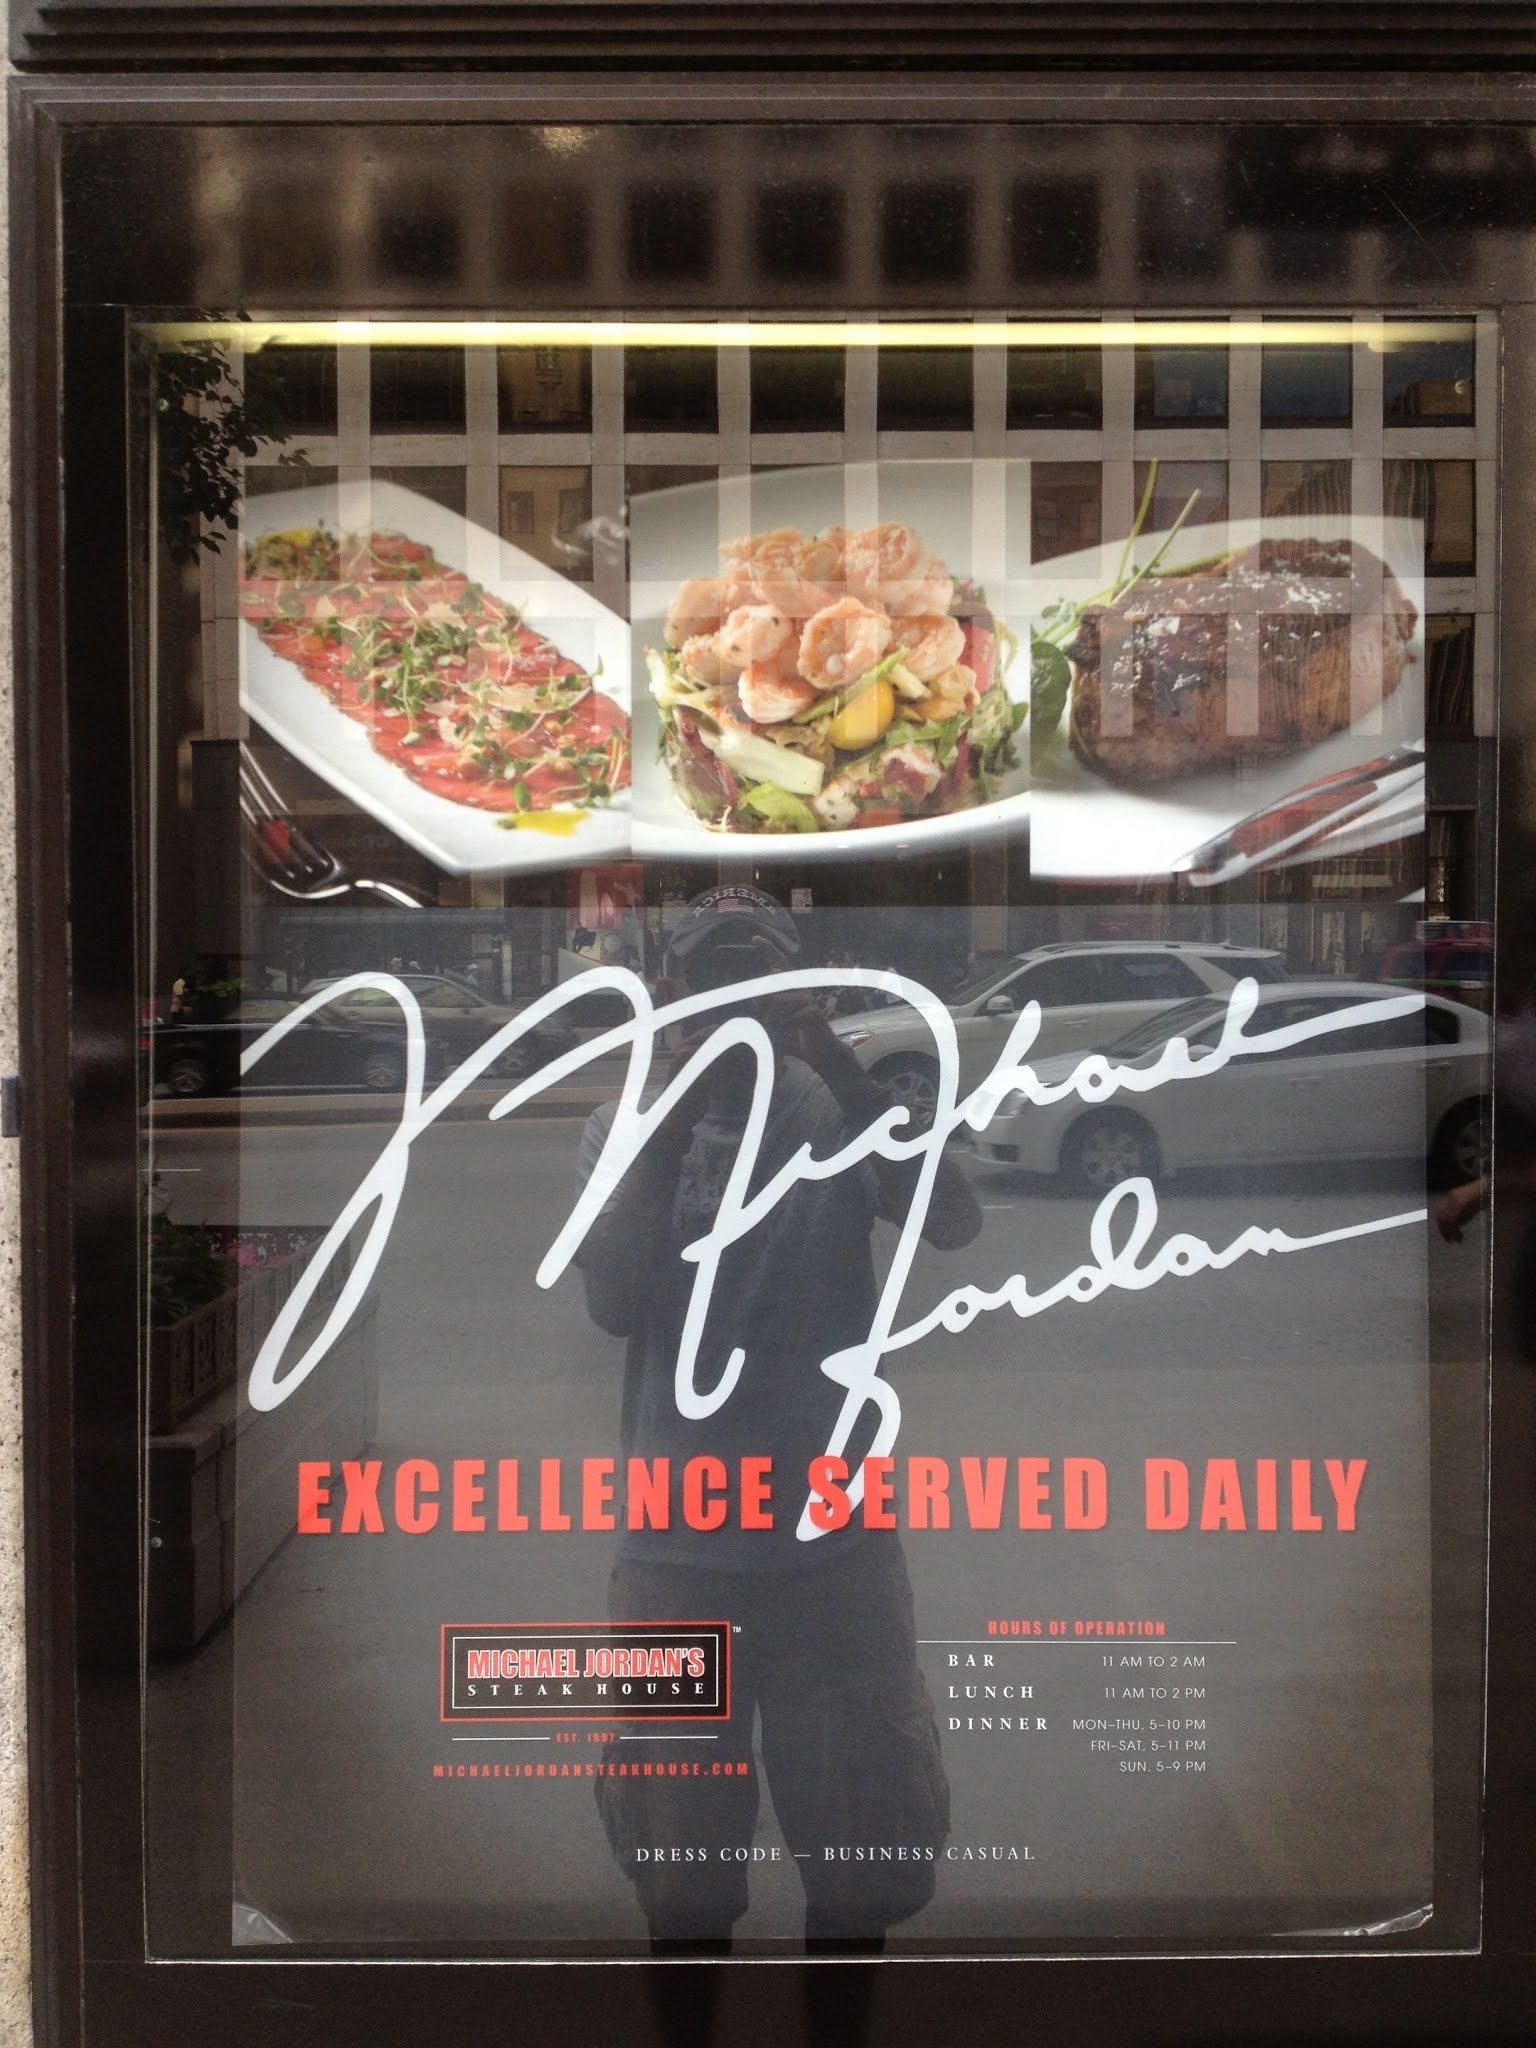 Michael
Jordan
EXCELLENCE SERVED DAILY
MICHAEL JORDAN'S ™
STEAK HOUSE
EST. 1997
MICHAELJORDANSTEAKHOUSE.COM
HOURS OF OPERATION
BAR 11 AM TO 2 AM
LUNCH 11 AM TO 2 PM
DINNER MON–THU, 5–10 PM
FRI–SAT, 5–11 PM
SUN, 5–9 PM
DRESS CODE — BUSINESS CASUAL